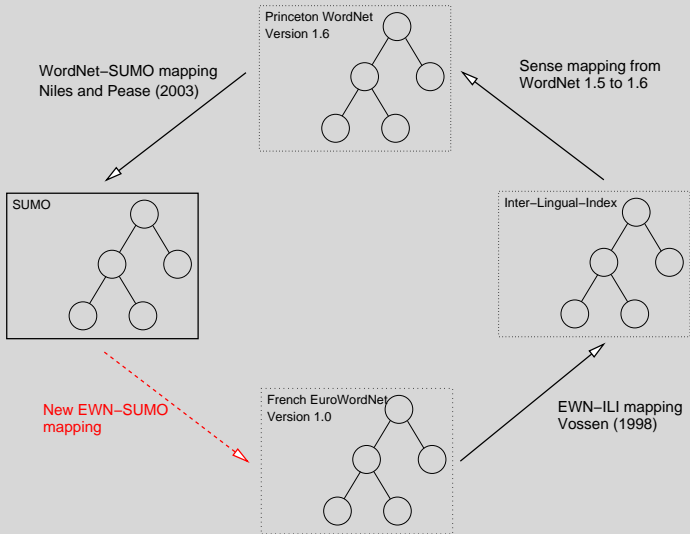 Princeton WordNet
Version 1.6
WordNet–SUMO mapping
Niles and Pease (2003)
Sense mapping from
WordNet 1.5 to 1.6
SUMO
Inter–Lingual–Index
New EWN–SUMO
mapping
French EuroWordNet
Version 1.0
EWN–ILI mapping
Vossen (1998)